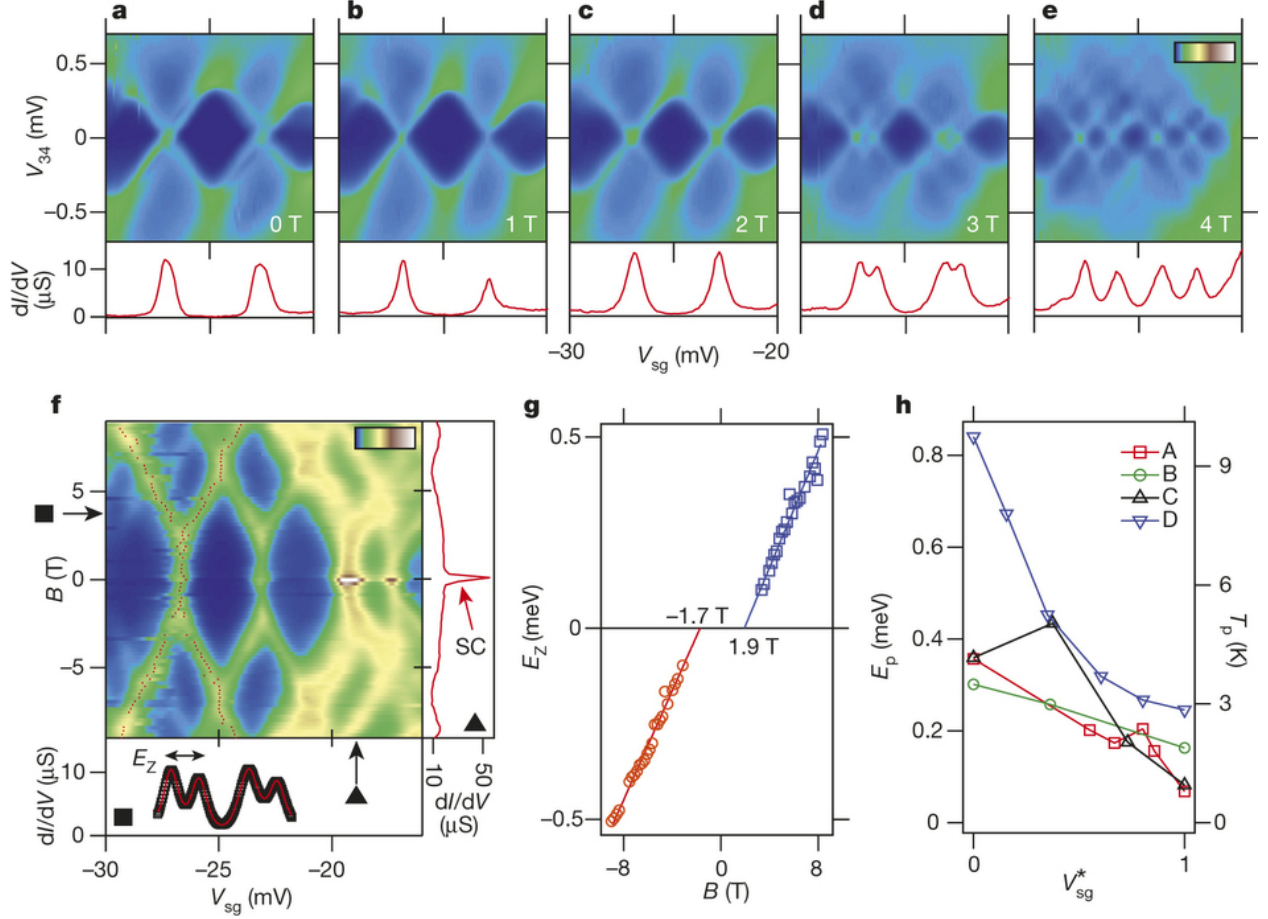 a b c d e
0.5
0
−0.5
V34 (mV)
0 T 1 T 2 T 3 T 4 T
10
0
dI/dV
(μS)
−30 Vsg (mV) −20
f
5
0
−5
B (T)
SC
10
0
dI/dV (μS)
EZ
10 50
dI/dV
(μS)
−30 −25 −20
Vsg (mV)
g
0.5
0
−0.5
EZ (meV)
−1.7 T
1.9 T
−8 0 8
B (T)
h
0.8
0.6
0.4
0.2
0
Ep (meV)
A
B
C
D
9
6
3
0
Tp (K)
0 1
V*sg